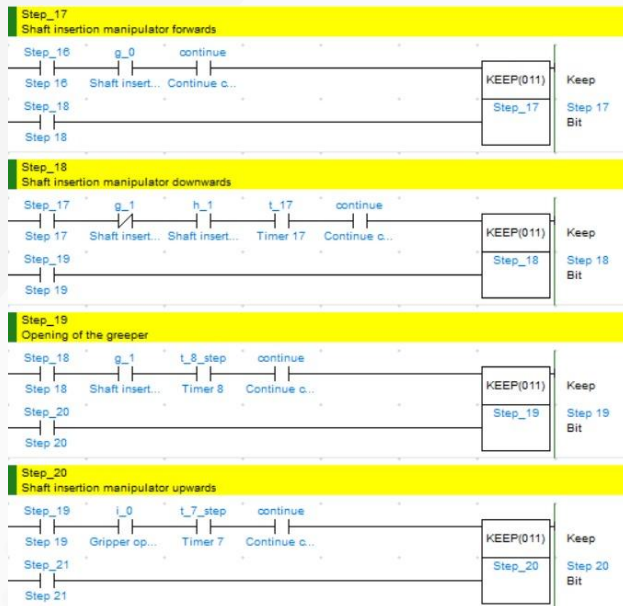 Step_17
Shaft insertion manipulator forwards
Step_16 g_0 continue
Step 16 Shaft insert... Continue c...
KEEP(011) Keep
Step_18
Step_17 Step 17
Bit
Step 18
Step_18
Shaft insertion manipulator downwards
Step_17 g_1 h_1 t_17 continue
Step 17 Shaft insert... Shaft insert... Timer 17 Continue c...
KEEP(011) Keep
Step_19
Step_18 Step 18
Bit
Step 19
Step_19
Opening of the greeper
Step_18 g_1 t_8_step continue
Step 18 Shaft insert... Timer 8 Continue c...
KEEP(011) Keep
Step_20
Step_19 Step 19
Bit
Step 20
Step_20
Shaft insertion manipulator upwards
Step_19 i_0 t_7_step continue
Step 19 Gripper op... Timer 7 Continue c...
KEEP(011) Keep
Step_21
Step_20 Step 20
Bit
Step 21